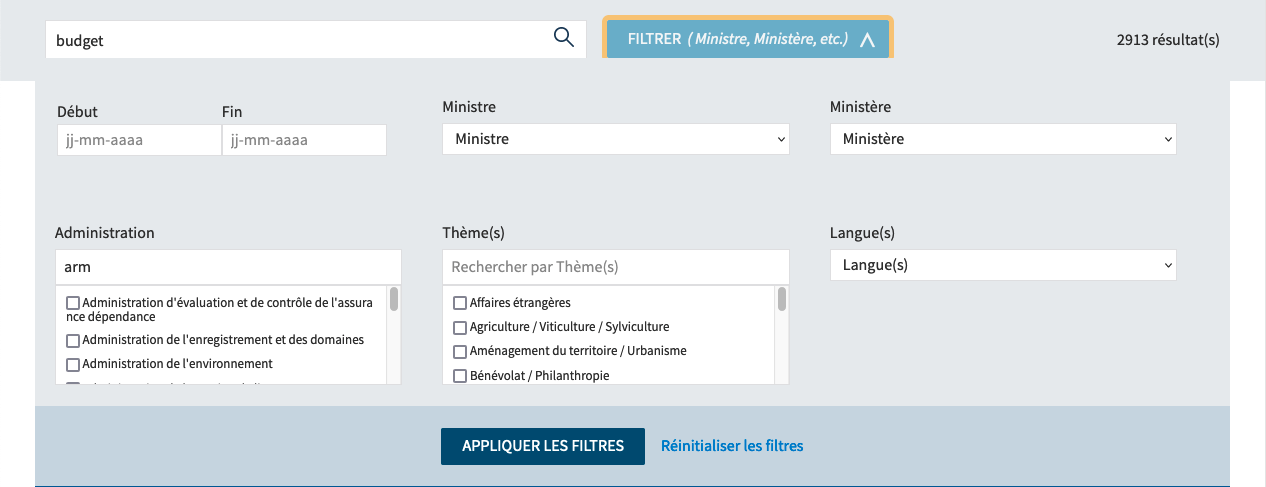 budget
FILTRER ( Ministre, Ministère, etc.)
2913 résultat(s)
Début
Fin
Ministre
Ministère
jj-mm-aaaa
jj-mm-aaaa
Ministre
Ministère
Administration
Thème(s)
Langue(s)
arm
Rechercher par Thème(s)
Langue(s)
Administration d'évaluation et de contrôle de l'assura
nce dépendance
Administration de l'enregistrement et des domaines
Administration de l'environnement
Affaires étrangères
Agriculture / Viticulture / Sylviculture
Aménagement du territoire / Urbanisme
Bénévolat / Philanthropie
APPLIQUER LES FILTRES
Réinitialiser les filtres